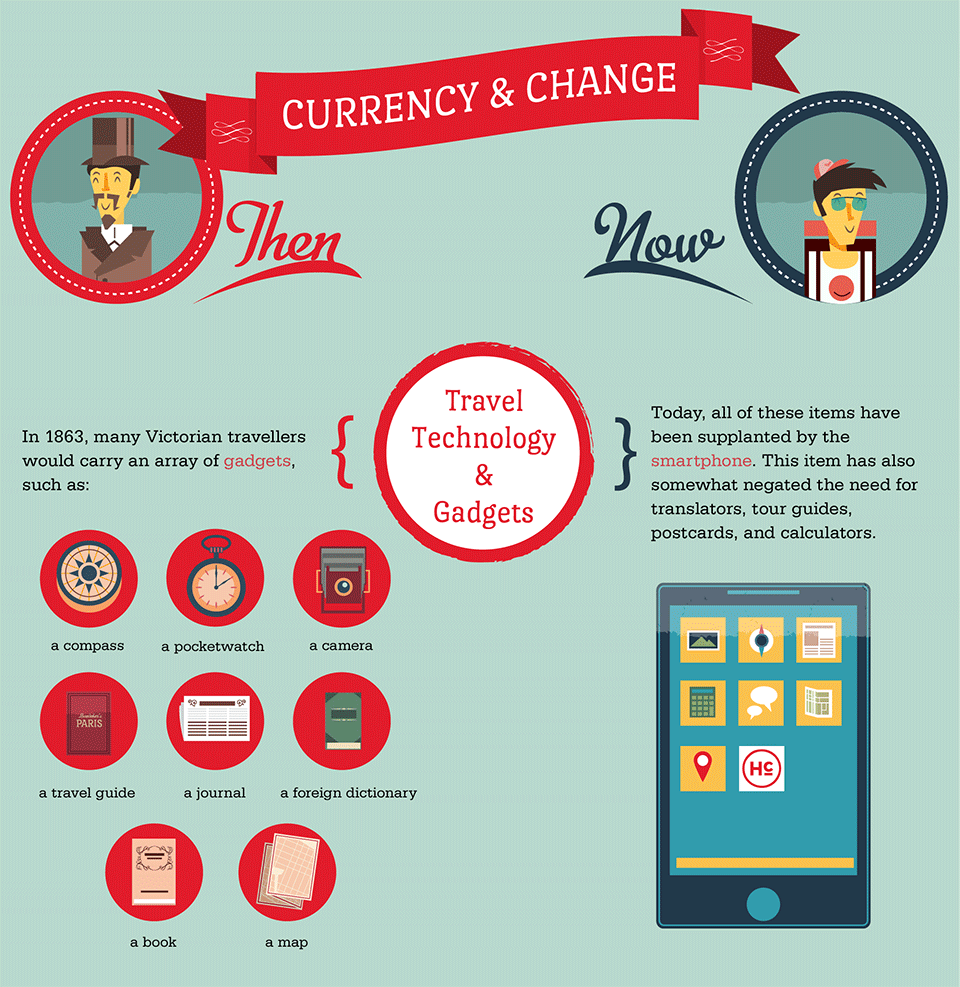 CURRENCY & CHANGE
Then
Now
Travel
Technology
&
Gadgets
In 1863, many Victorian travellers
would carry an array of gadgets,
such as:
Today, all of these items have
been supplanted by the
smartphone. This item has also
somewhat negated the need for
translators, tour guides,
postcards, and calculators.
a compass
a pocketwatch
a camera
PARIS
a travel guide
a journal
a foreign dictionary
a book
a map
Hc